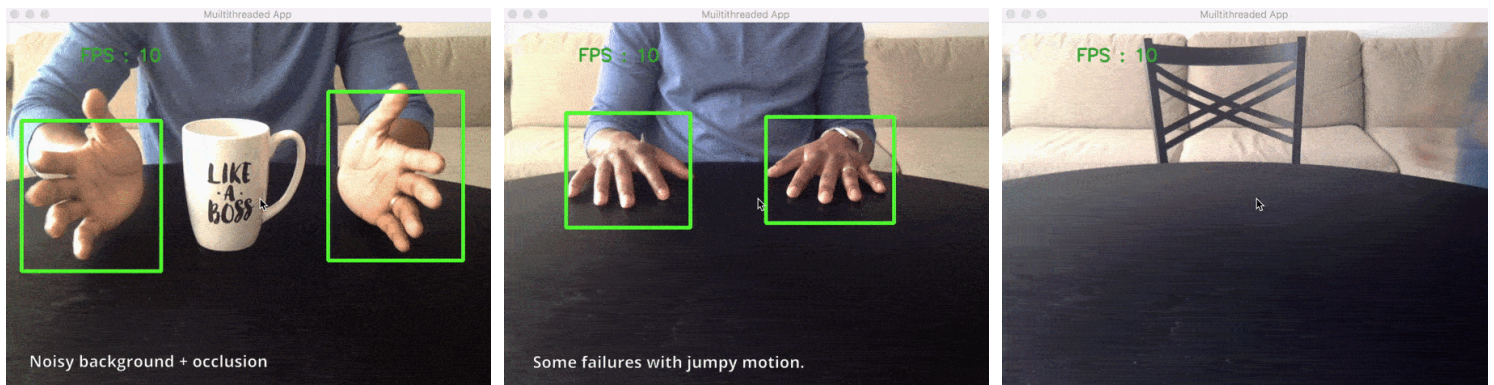 Muiltithreaded App
FPS : 10
LIKE
·A·
BOSS
Noisy background + occlusion
Muiltithreaded App
FPS : 10
Some failures with jumpy motion.
Muiltithreaded App
FPS : 10